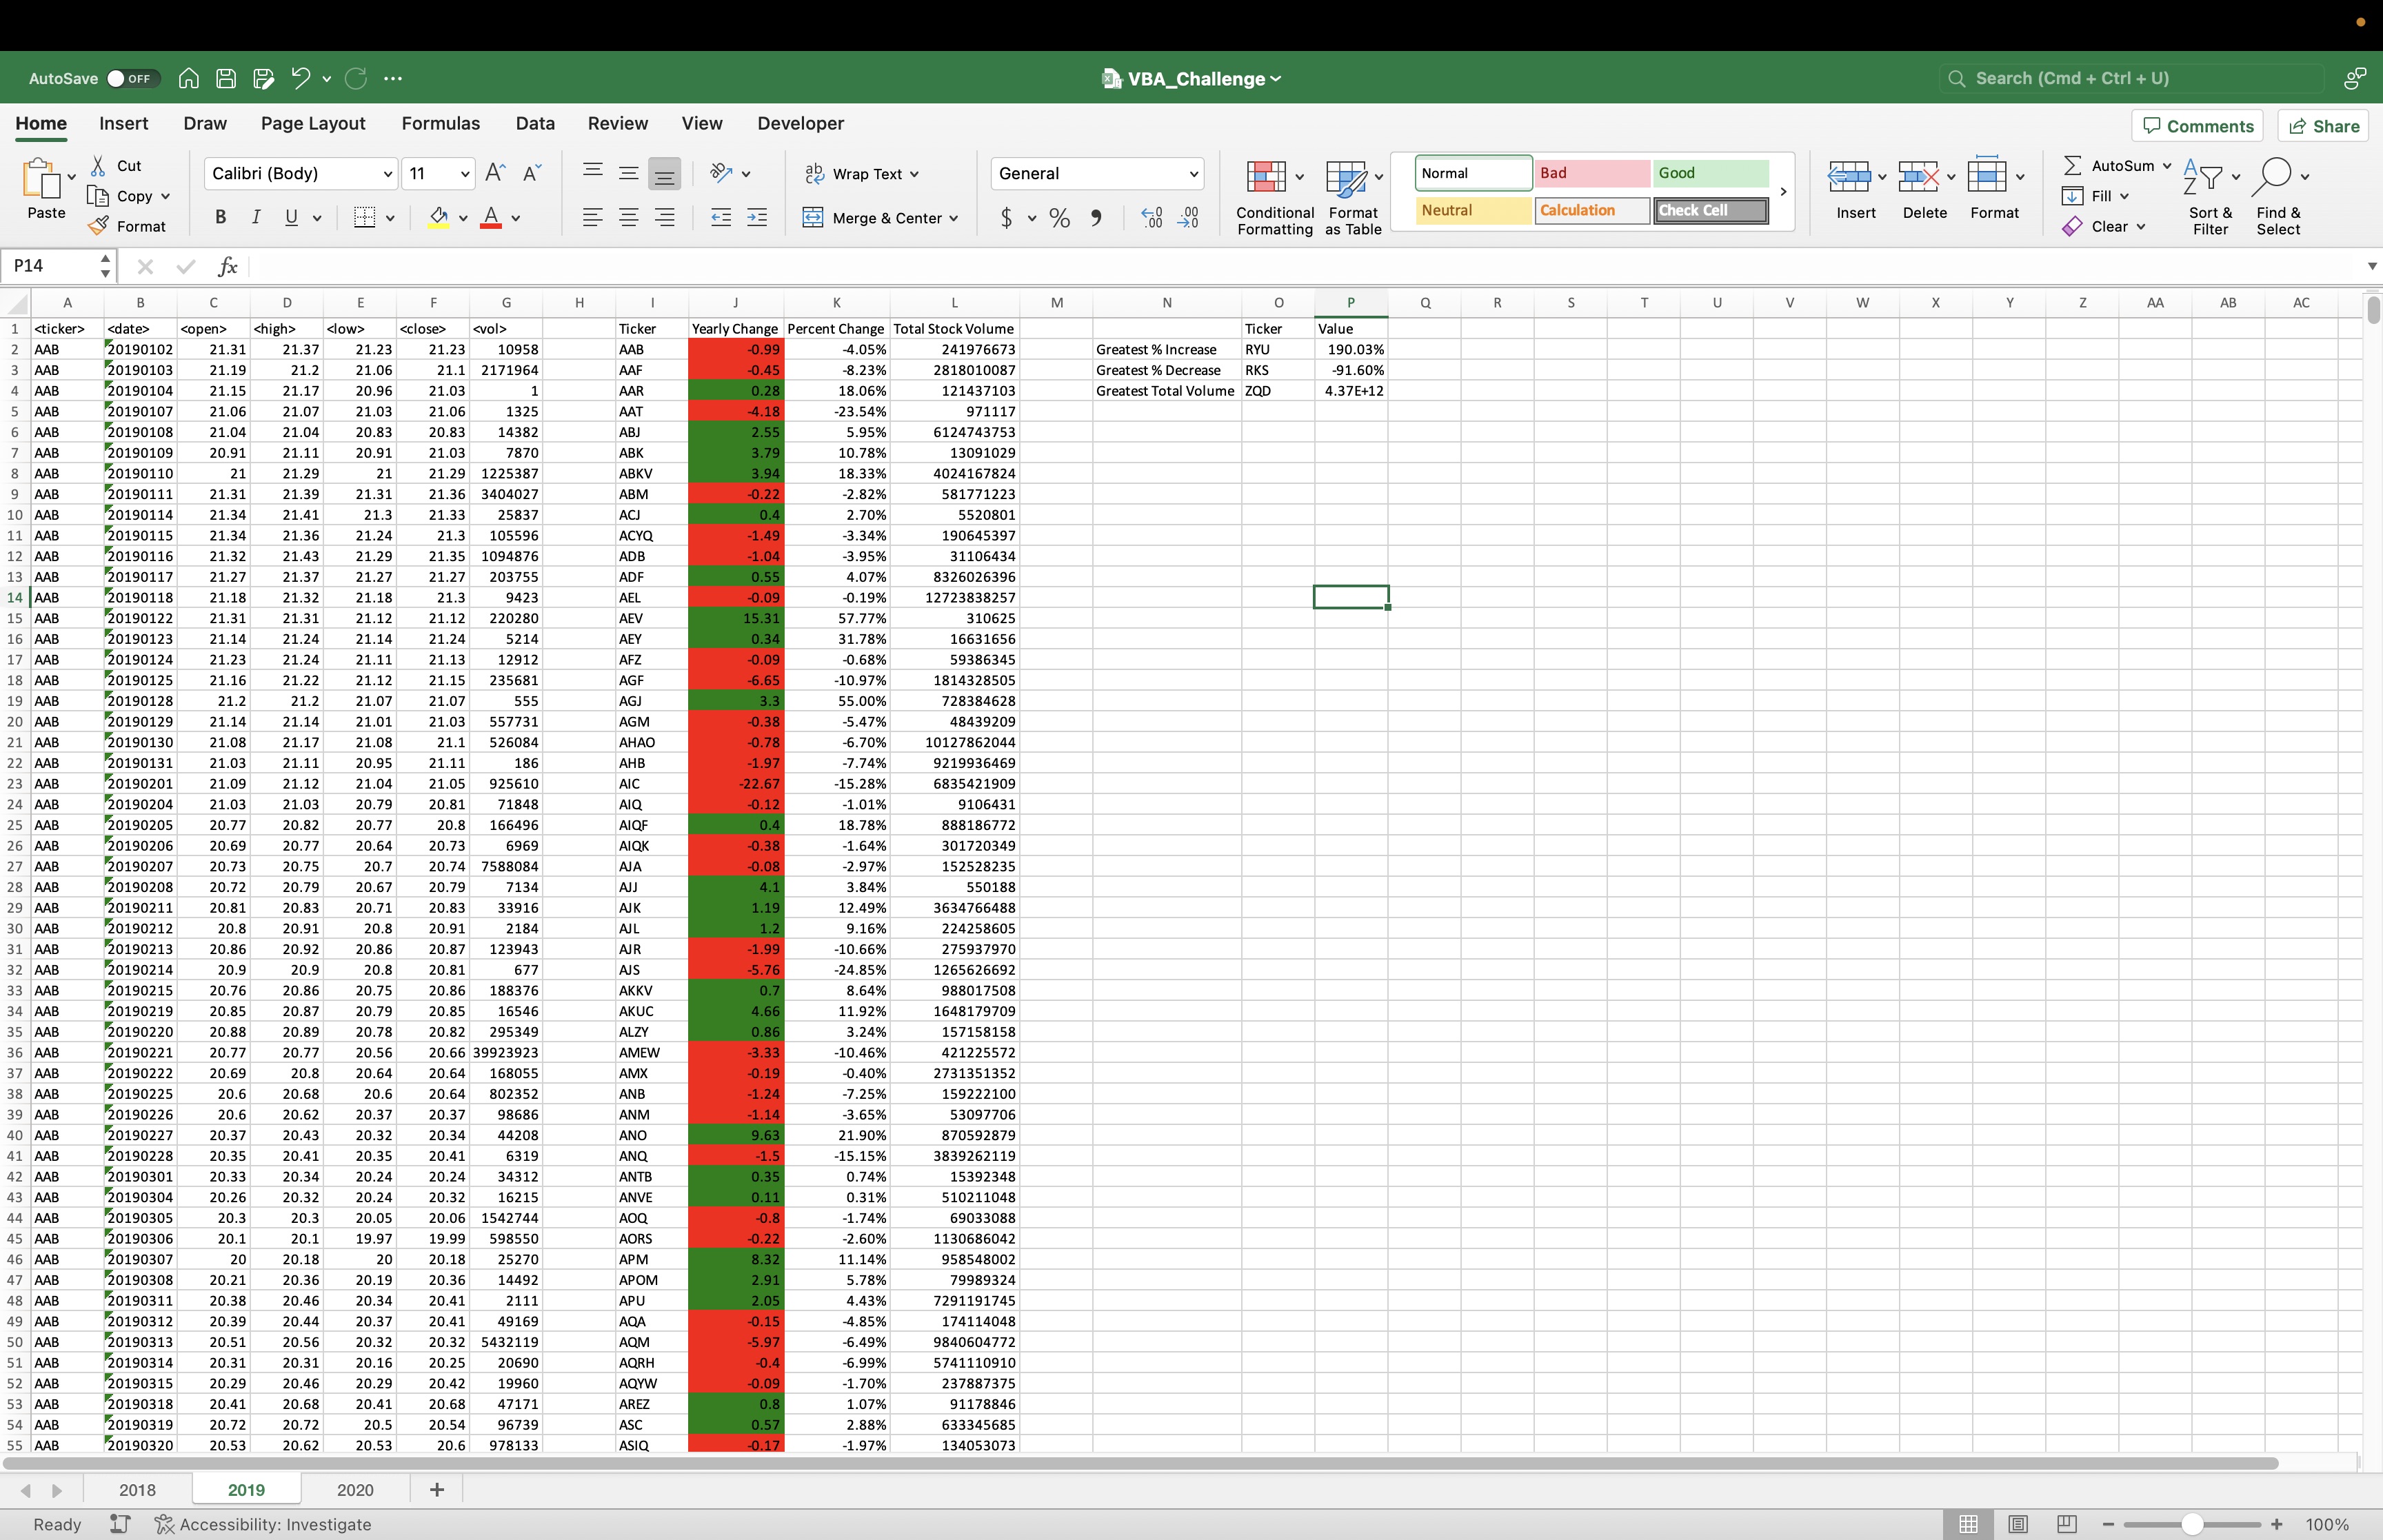 AutoSave OFF VBA_Challenge Search (Cmd + Ctrl + U)
Home Insert Draw Page Layout Formulas Data Review View Developer Comments Share
Paste Cut Copy Format
Calibri (Body) 11 A A
B I U A
ab Wrap Text
Merge & Center
General
$ % .00 .00
Conditional Formatting Format as Table
Normal Bad Good
Neutral Calculation Check Cell
Insert Delete Format
AutoSum Fill Clear
Sort & Filter Find & Select
P14 fx
A B C D E F G H I J K L M N O P Q R S T U V W X Y Z AA AB AC
1 <ticker> <date> <open> <high> <low> <close> <vol> Ticker Yearly Change Percent Change Total Stock Volume Ticker Value
2 AAB 20190102 21.31 21.37 21.23 21.23 10958 AAB -0.99 -4.05% 241976673 Greatest % Increase RYU 190.03%
3 AAB 20190103 21.19 21.2 21.06 21.1 2171964 AAF -0.45 -8.23% 2818010087 Greatest % Decrease RKS -91.60%
4 AAB 20190104 21.15 21.17 20.96 21.03 1 AAR 0.28 18.06% 121437103 Greatest Total Volume ZQD 4.37E+12
5 AAB 20190107 21.06 21.07 21.03 21.06 1325 AAT -4.18 -23.54% 971117
6 AAB 20190108 21.04 21.04 20.83 20.83 14382 ABJ 2.55 5.95% 6124743753
7 AAB 20190109 20.91 21.11 20.91 21.03 7870 ABK 3.79 10.78% 13091029
8 AAB 20190110 21 21.29 21 21.29 1225387 ABKV 3.94 18.33% 4024167824
9 AAB 20190111 21.31 21.39 21.31 21.36 3404027 ABM -0.22 -2.82% 581771223
10 AAB 20190114 21.34 21.41 21.3 21.33 25837 ACJ 0.4 2.70% 5520801
11 AAB 20190115 21.34 21.36 21.24 21.3 105596 ACYQ -1.49 -3.34% 190645397
12 AAB 20190116 21.32 21.43 21.29 21.35 1094876 ADB -1.04 -3.95% 31106434
13 AAB 20190117 21.27 21.37 21.27 21.27 203755 ADF 0.55 4.07% 8326026396
14 AAB 20190118 21.18 21.32 21.18 21.3 9423 AEL -0.09 -0.19% 12723838257
15 AAB 20190122 21.31 21.31 21.12 21.12 220280 AEV 15.31 57.77% 310625
16 AAB 20190123 21.14 21.24 21.14 21.24 5214 AEY 0.34 31.78% 16631656
17 AAB 20190124 21.23 21.24 21.11 21.13 12912 AFZ -0.09 -0.68% 59386345
18 AAB 20190125 21.16 21.22 21.12 21.15 235681 AGF -6.65 -10.97% 1814328505
19 AAB 20190128 21.2 21.2 21.07 21.07 555 AGJ 3.3 55.00% 728384628
20 AAB 20190129 21.14 21.14 21.01 21.03 557731 AGM -0.38 -5.47% 48439209
21 AAB 20190130 21.08 21.17 21.08 21.1 526084 AHAO -0.78 -6.70% 10127862044
22 AAB 20190131 21.03 21.11 20.95 21.11 186 AHB -1.97 -7.74% 9219936469
23 AAB 20190201 21.09 21.12 21.04 21.05 925610 AIC -22.67 -15.28% 6835421909
24 AAB 20190204 21.03 21.03 20.79 20.81 71848 AIQ -0.12 -1.01% 9106431
25 AAB 20190205 20.77 20.82 20.77 20.8 166496 AIQF 0.4 18.78% 888186772
26 AAB 20190206 20.69 20.77 20.64 20.73 6969 AIQK -0.38 -1.64% 301720349
27 AAB 20190207 20.73 20.75 20.7 20.74 7588084 AJA -0.08 -2.97% 152528235
28 AAB 20190208 20.72 20.79 20.67 20.79 7134 AJJ 4.1 3.84% 550188
29 AAB 20190211 20.81 20.83 20.71 20.83 33916 AJK 1.19 12.49% 3634766488
30 AAB 20190212 20.8 20.91 20.8 20.91 2184 AJL 1.2 9.16% 224258605
31 AAB 20190213 20.86 20.92 20.86 20.87 123943 AJR -1.99 -10.66% 275937970
32 AAB 20190214 20.9 20.9 20.8 20.81 677 AJS -5.76 -24.85% 1265626692
33 AAB 20190215 20.76 20.86 20.75 20.86 188376 AKKV 0.7 8.64% 988017508
34 AAB 20190219 20.85 20.87 20.79 20.85 16546 AKUC 4.66 11.92% 1648179709
35 AAB 20190220 20.88 20.89 20.78 20.82 295349 ALZY 0.86 3.24% 157158158
36 AAB 20190221 20.77 20.77 20.56 20.66 39923923 AMEW -3.33 -10.46% 421225572
37 AAB 20190222 20.69 20.8 20.64 20.64 168055 AMX -0.19 -0.40% 2731351352
38 AAB 20190225 20.6 20.68 20.6 20.64 802352 ANB -1.24 -7.25% 159222100
39 AAB 20190226 20.6 20.62 20.37 20.37 98686 ANM -1.14 -3.65% 53097706
40 AAB 20190227 20.37 20.43 20.32 20.34 44208 ANO 9.63 21.90% 870592879
41 AAB 20190228 20.35 20.41 20.35 20.41 6319 ANQ -1.5 -15.15% 3839262119
42 AAB 20190301 20.33 20.34 20.24 20.24 34312 ANTB 0.35 0.74% 15392348
43 AAB 20190304 20.26 20.32 20.24 20.32 16215 ANVE 0.11 0.31% 510211048
44 AAB 20190305 20.3 20.3 20.05 20.06 1542744 AOQ -0.8 -1.74% 69033088
45 AAB 20190306 20.1 20.1 19.97 19.99 598550 AORS -0.22 -2.60% 1130686042
46 AAB 20190307 20 20.18 20 20.18 25270 APM 8.32 11.14% 958548002
47 AAB 20190308 20.21 20.36 20.19 20.36 14492 APOM 2.91 5.78% 79989324
48 AAB 20190311 20.38 20.46 20.34 20.41 2111 APU 2.05 4.43% 7291191745
49 AAB 20190312 20.39 20.44 20.37 20.41 49169 AQA -0.15 -4.85% 174114048
50 AAB 20190313 20.51 20.56 20.32 20.32 5432119 AQM -5.97 -6.49% 9840604772
51 AAB 20190314 20.31 20.31 20.16 20.25 20690 AQRH -0.4 -6.99% 5741110910
52 AAB 20190315 20.29 20.46 20.29 20.42 19960 AQYW -0.09 -1.70% 237887375
53 AAB 20190318 20.41 20.68 20.41 20.68 47171 AREZ 0.8 1.07% 91178846
54 AAB 20190319 20.72 20.72 20.5 20.54 96739 ASC 0.57 2.88% 633345685
55 AAB 20190320 20.53 20.62 20.53 20.6 978133 ASIQ -0.17 -1.97% 134053073
2018 2019 2020 +
Ready Accessibility: Investigate 100%